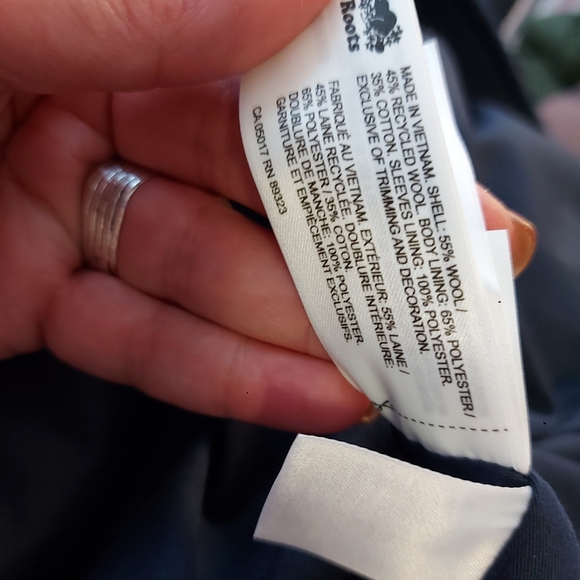 Roots
MADE IN VIETNAM. SHELL: 55% WOOL /
45% RECYCLED WOOL. BODY LINING: 65% POLYESTER /
35% COTTON. SLEEVES LINING: 100% POLYESTER.
EXCLUSIVE OF TRIMMING AND DECORATION.
FABRIQUÉ AU VIETNAM. EXTÉRIEUR: 55% LAINE /
45% LAINE RECYCLÉE. DOUBLURE INTÉRIEURE:
65% POLYESTER / 35% COTON.
DOUBLURE DE MANCHE: 100% POLYESTER.
GARNITURE ET EMPIÈCEMENT EXCLUSIFS.
CA 05017 RN 89323